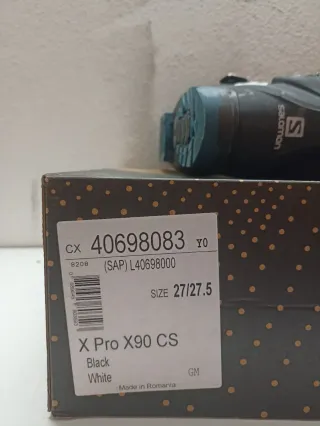 salomon
CX 40698083 Y0
9209 (SAP) L40698000
SIZE 27/27.5
X Pro X90 CS
Black
White GM
Made in Romania